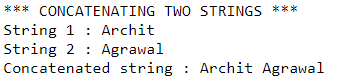 *** CONCATENATING TWO STRINGS ***
String 1 : Archit
String 2 : Agrawal
Concatenated string : Archit Agrawal